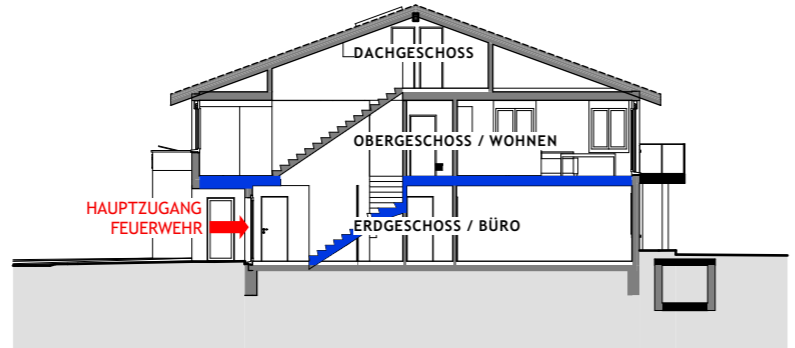 DACHGESCHOSS
OBERGESCHOSS / WOHNEN
HAUPTZUGANG
FEUERWEHR
ERDGESCHOSS / BÜRO